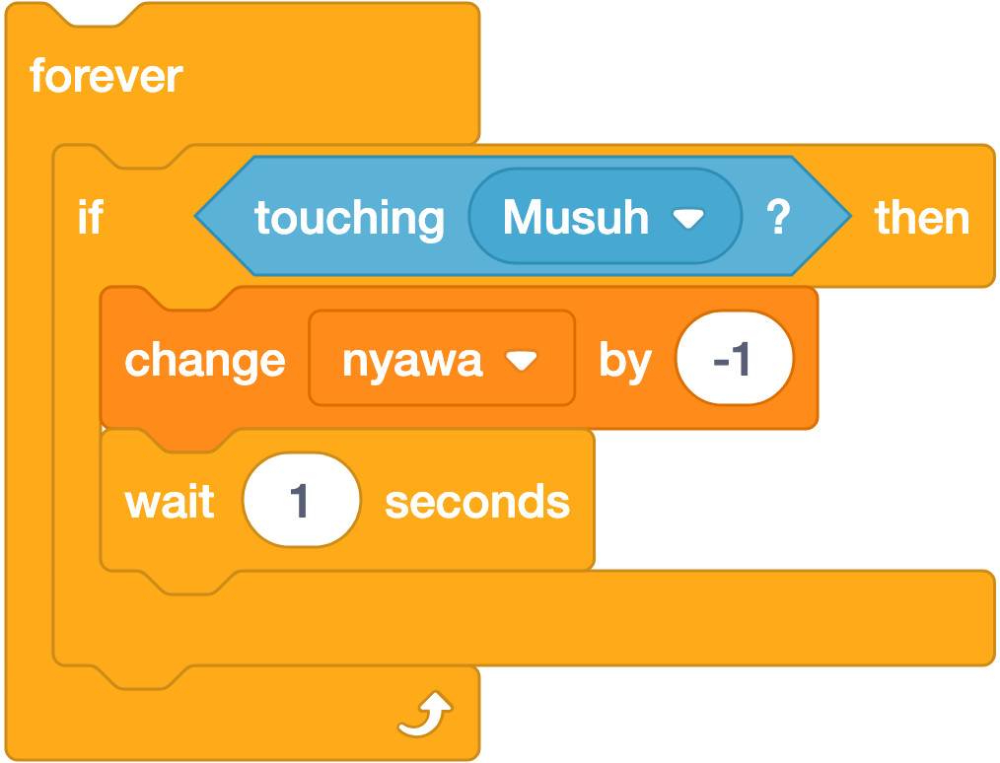 forever
if touching Musuh ? then
change nyawa by -1
wait 1 seconds